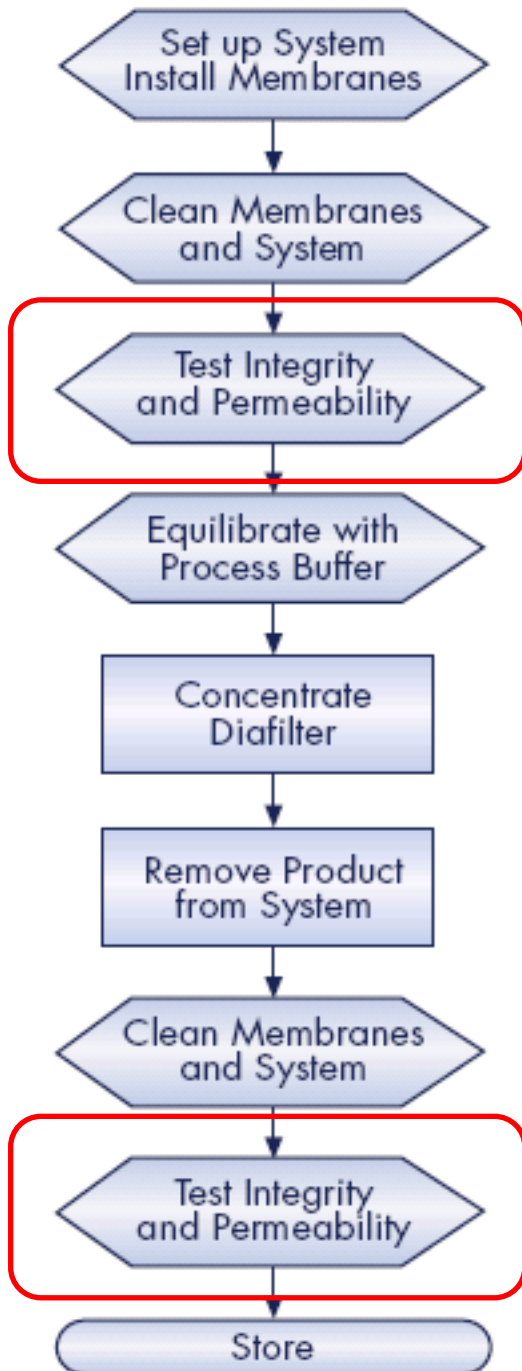 Set up System
Install Membranes
Clean Membranes
and System
Test Integrity
and Permeability
Equilibrate with
Process Buffer
Concentrate
Diafilter
Remove Product
from System
Clean Membranes
and System
Test Integrity
and Permeability
Store